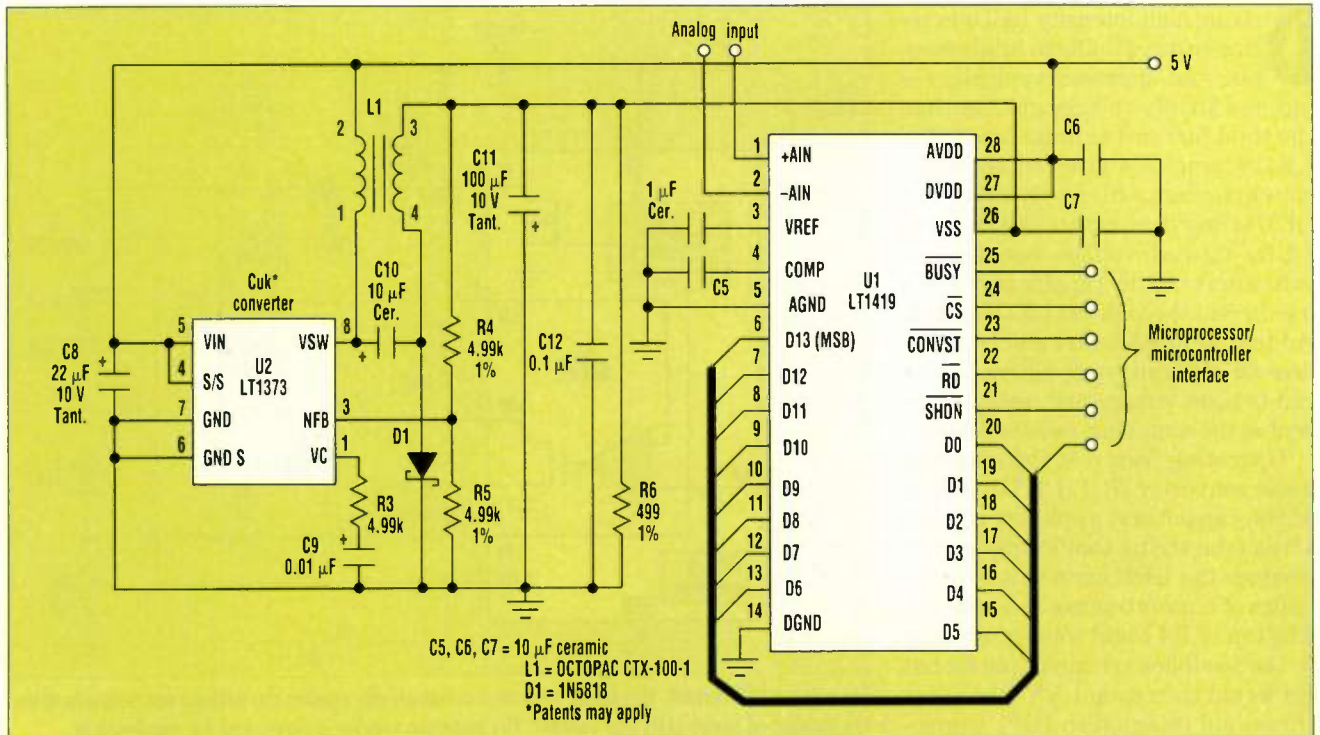 Analog input
5 V
L1
2
3
1
4
C11
100 µF
10 V
Tant.
C6
C7
1
+AIN
2
–AIN
3
VREF
4
COMP
5
AGND
6
D13 (MSB)
7
D12
8
D11
9
D10
10
D9
11
D8
12
D7
13
D6
14
DGND
U1
LT1419
AVDD
28
DVDD
27
VSS
26
BUSY
25
CS
24
CONVST
23
RD
22
SHDN
21
D0
20
D1
19
D2
18
D3
17
D4
16
D5
15
1 µF
Cer.
C5
Microprocessor/
microcontroller
interface
Cuk*
converter
C10
10 µF
Cer.
C8
22 µF
10 V
Tant.
5
VIN
4
S/S
7
GND
6
GND S
U2
LT1373
VSW
8
NFB
3
VC
1
R4
4.99k
1%
C12
0.1 µF
D1
R3
4.99k
C9
0.01 µF
R5
4.99k
1%
R6
499
1%
C5, C6, C7 = 10 µF ceramic
L1 = OCTOPAC CTX-100-1
D1 = 1N5818
*Patents may apply